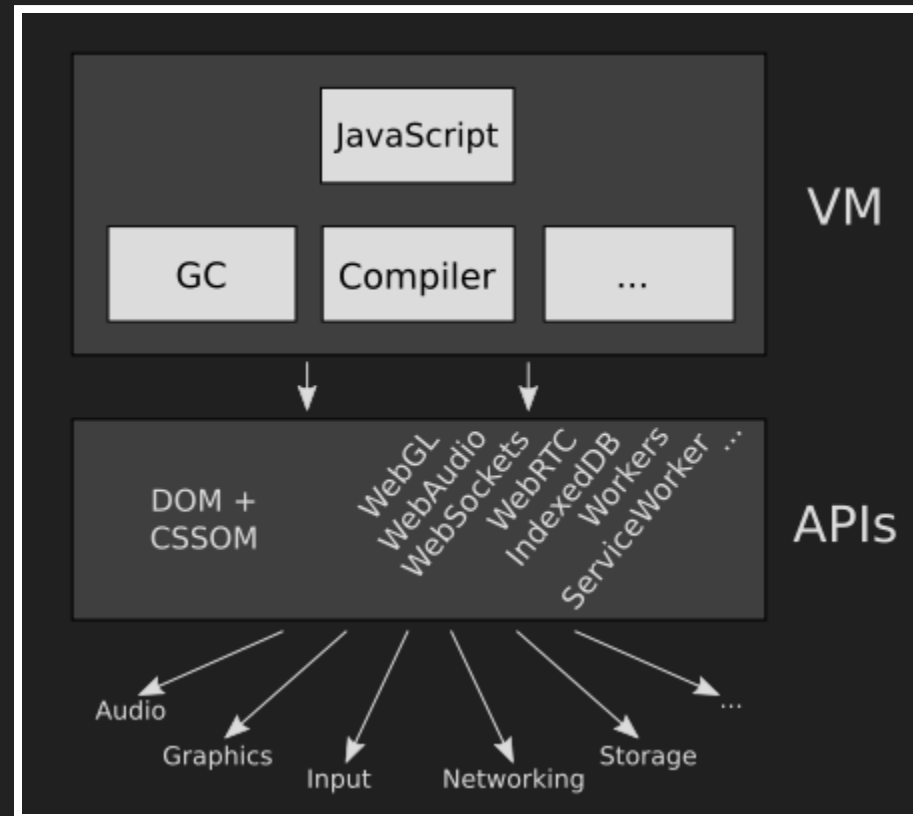 JavaScript
VM
GC
Compiler
...
DOM +
CSSOM
WebGL
WebAudio
WebSockets
WebRTC
IndexedDB
Workers
ServiceWorker
...
APIs
Audio
Graphics
Input
Networking
Storage
...